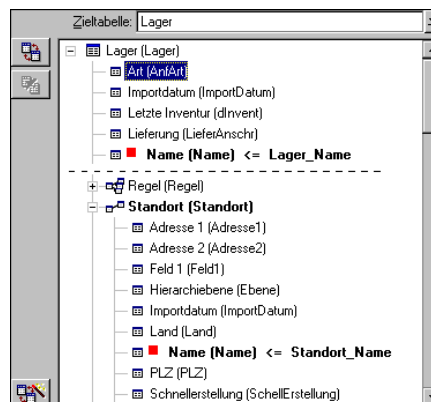 Zieltabelle: Lager
Lager (Lager)
Art (AnfArt)
Importdatum (ImportDatum)
Letzte Inventur (dInvent)
Lieferung (LieferAnschr)
Name (Name) <= Lager_Name
Regel (Regel)
Standort (Standort)
Adresse 1 (Adresse1)
Adresse 2 (Adresse2)
Feld 1 (Feld1)
Hierarchiebene (Ebene)
Importdatum (ImportDatum)
Land (Land)
Name (Name) <= Standort_Name
PLZ (PLZ)
Schnellerstellung (SchellErstellung)